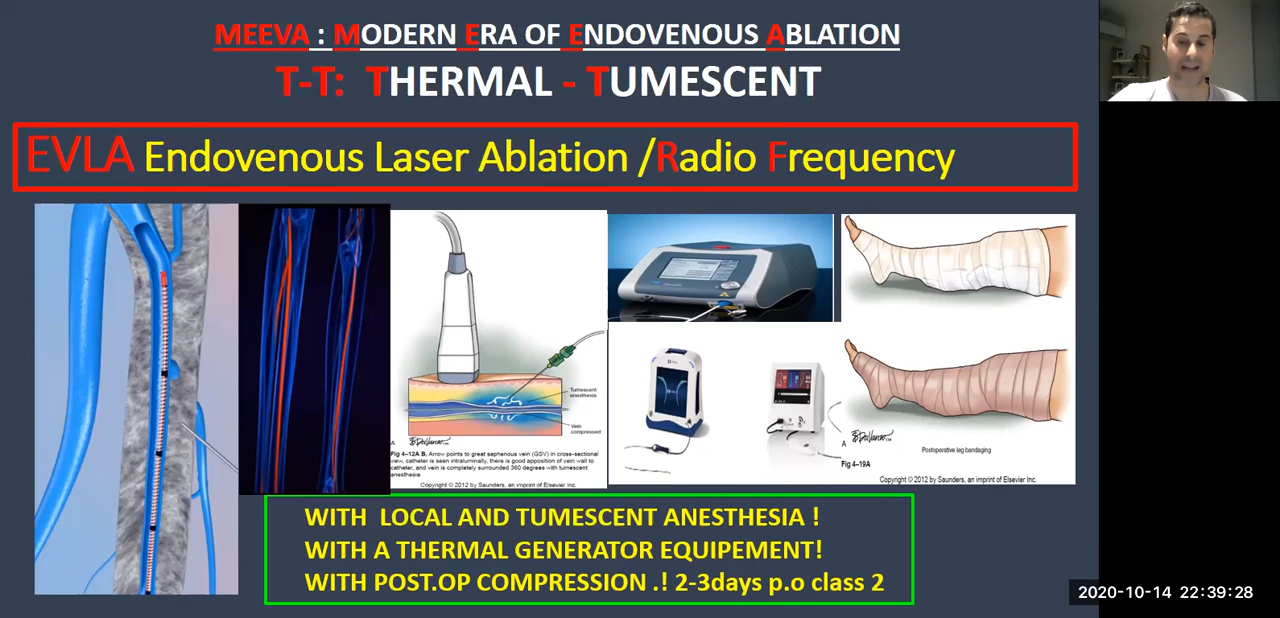 MEEVA : MODERN ERA OF ENDOVENOUS ABLATION
T-T: THERMAL - TUMESCENT
EVLA Endovenous Laser Ablation /Radio Frequency
Tumescent
anesthesia
Vein
compressed
A
Fig 4–12A B, Arrow points to great saphenous vein (GSV) in cross-sectional
view, catheter is seen intraluminally, there is good apposition of vein wall to
catheter, and vein is completely surrounded 360 degrees with tumescent
anesthesia
Copyright © 2012 by Saunders, an imprint of Elsevier Inc.
A
Postoperative leg bandaging
Fig 4–19A
Copyright © 2012 by Saunders, an imprint of Elsevier Inc.
WITH LOCAL AND TUMESCENT ANESTHESIA !
WITH A THERMAL GENERATOR EQUIPEMENT!
WITH POST.OP COMPRESSION .! 2-3days p.o class 2
2020-10-14 22:39:28